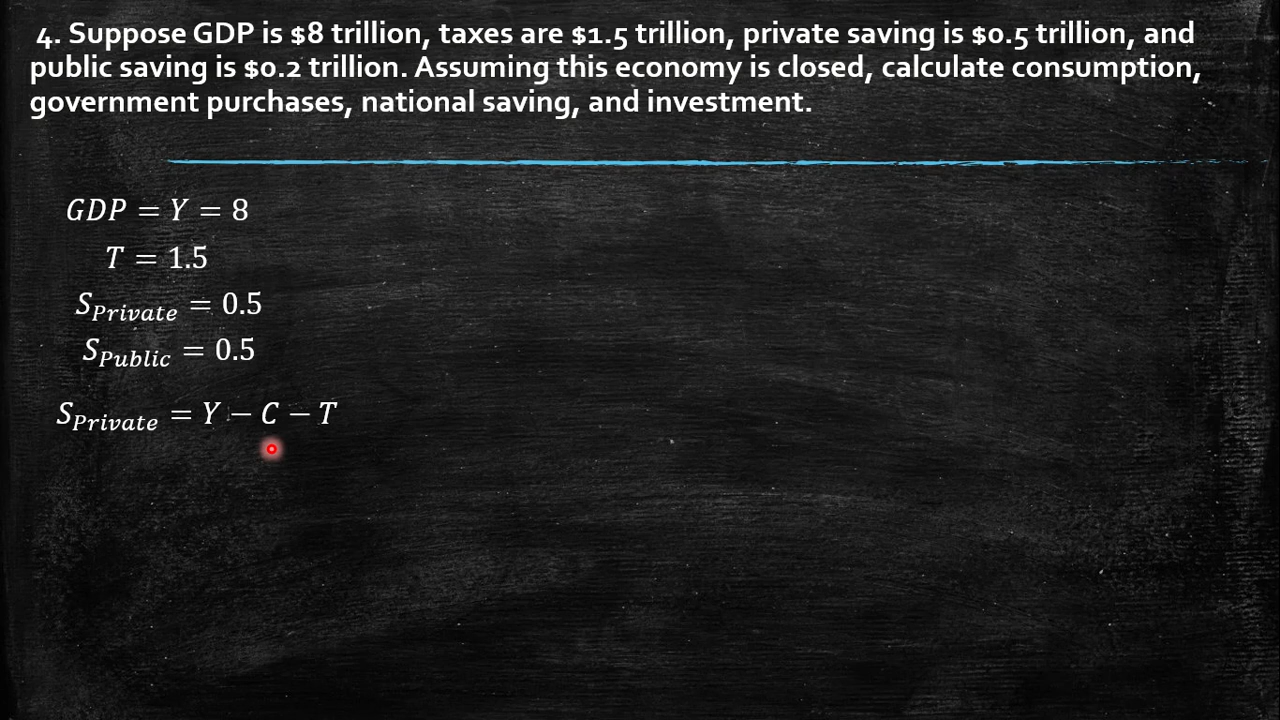 4. Suppose GDP is $8 trillion, taxes are $1.5 trillion, private saving is $0.5 trillion, and
public saving is $0.2 trillion. Assuming this economy is closed, calculate consumption,
government purchases, national saving, and investment.
GDP = Y = 8
T = 1.5
S_Private = 0.5
S_Public = 0.5
S_Private = Y − C − T